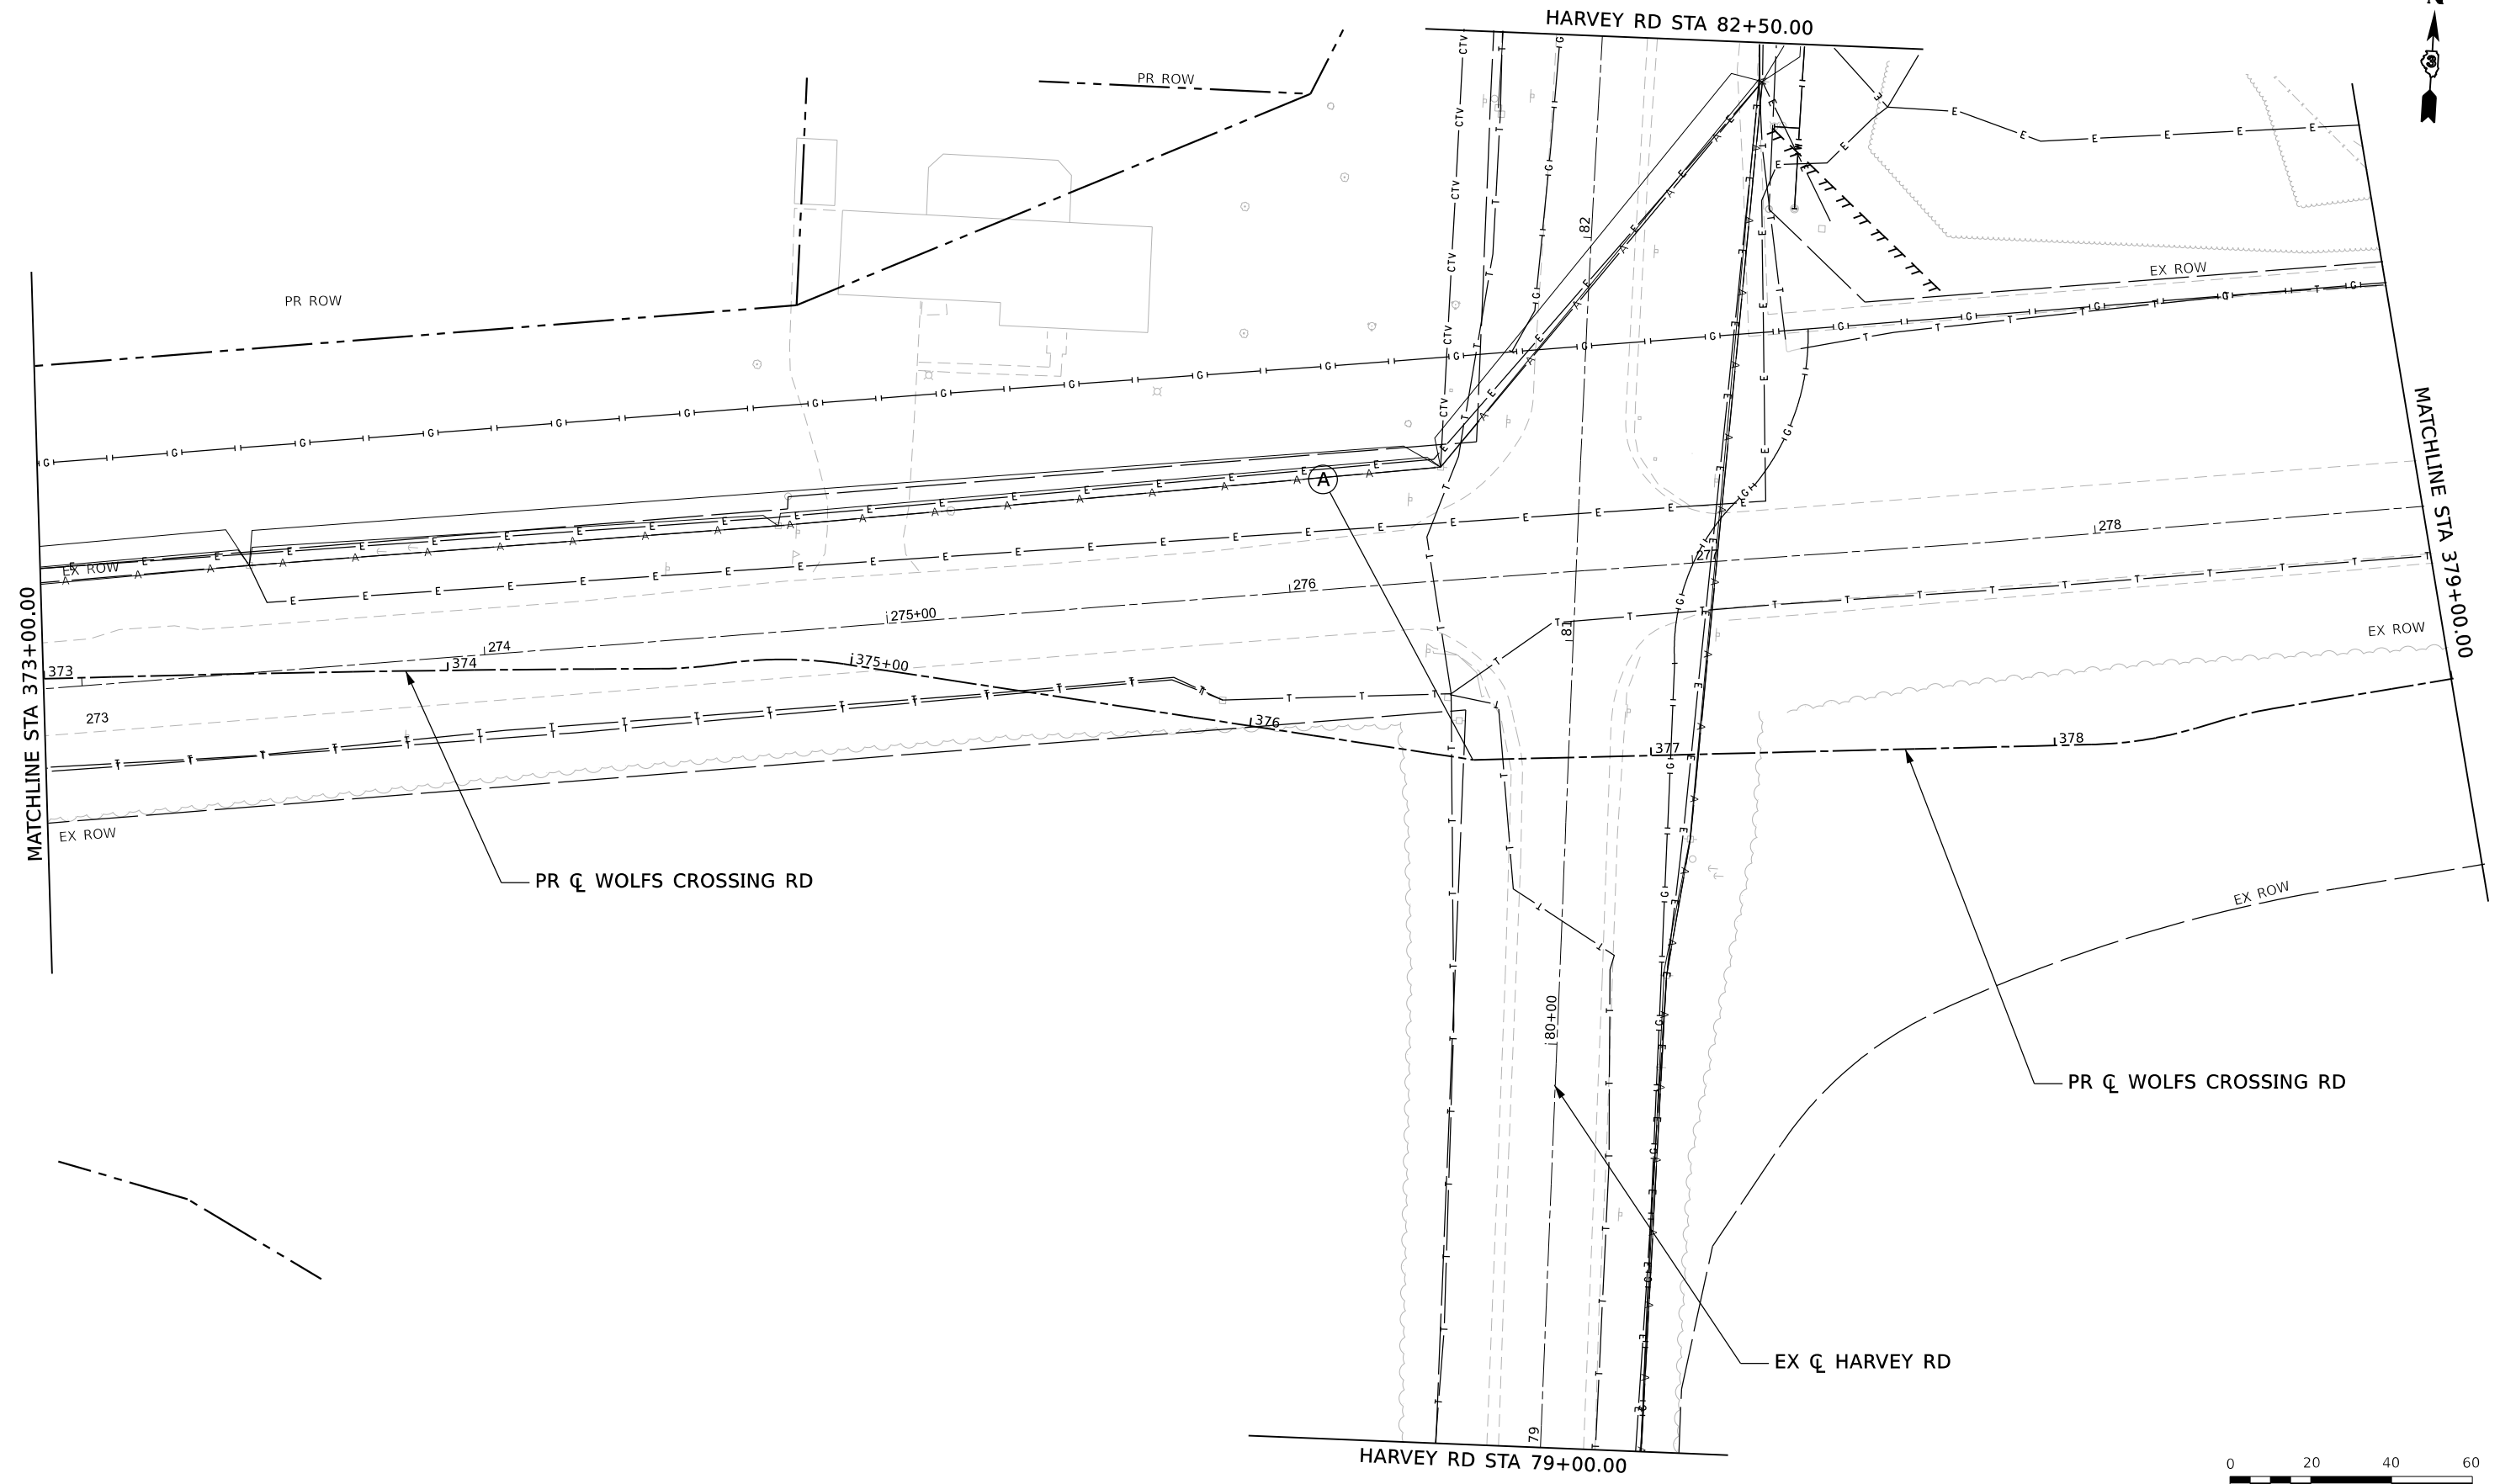 HARVEY RD STA 82+50.00
N
3
PR ROW
PR ROW
EX ROW
82
A
EX ROW
MATCHLINE STA 373+00.00
MATCHLINE STA 379+00.00
278
277
276
275+00
274
273
81
EX ROW
373
374
375+00
376
377
378
EX ROW
PR ℄ WOLFS CROSSING RD
EX ROW
80+00
PR ℄ WOLFS CROSSING RD
EX ℄ HARVEY RD
79
HARVEY RD STA 79+00.00
0 20 40 60